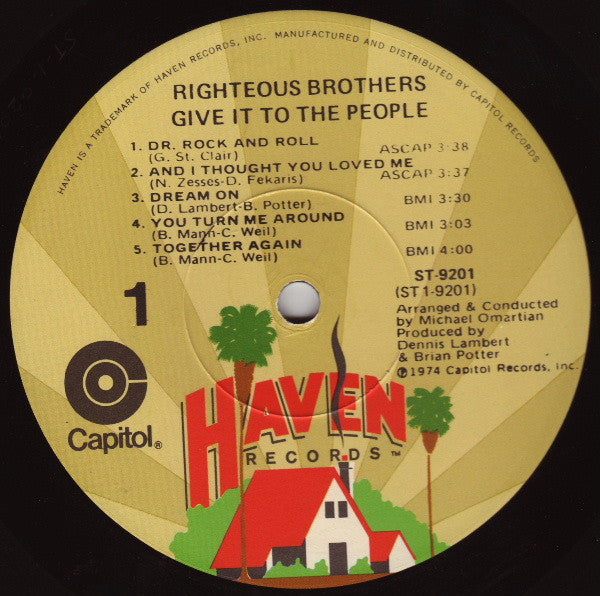 HAVEN IS A TRADEMARK OF HAVEN RECORDS, INC. MANUFACTURED AND DISTRIBUTED BY CAPITOL RECORDS
RIGHTEOUS BROTHERS
GIVE IT TO THE PEOPLE
1. DR. ROCK AND ROLL
(G. St. Clair) ASCAP 3:38
2. AND I THOUGHT YOU LOVED ME
(N. Zesses-D. Fekaris) ASCAP 3:37
3. DREAM ON
(D. Lambert-B. Potter) BMI 3:30
4. YOU TURN ME AROUND
(B. Mann-C. Weil) BMI 3:03
5. TOGETHER AGAIN
(B. Mann-C. Weil) BMI 4:00
1
ST-9201
(ST1-9201)
Arranged & Conducted
by Michael Omartian
Produced by
Dennis Lambert
& Brian Potter
℗1974 Capitol Records, Inc.
Capitol®
HAVEN
RECORDS™